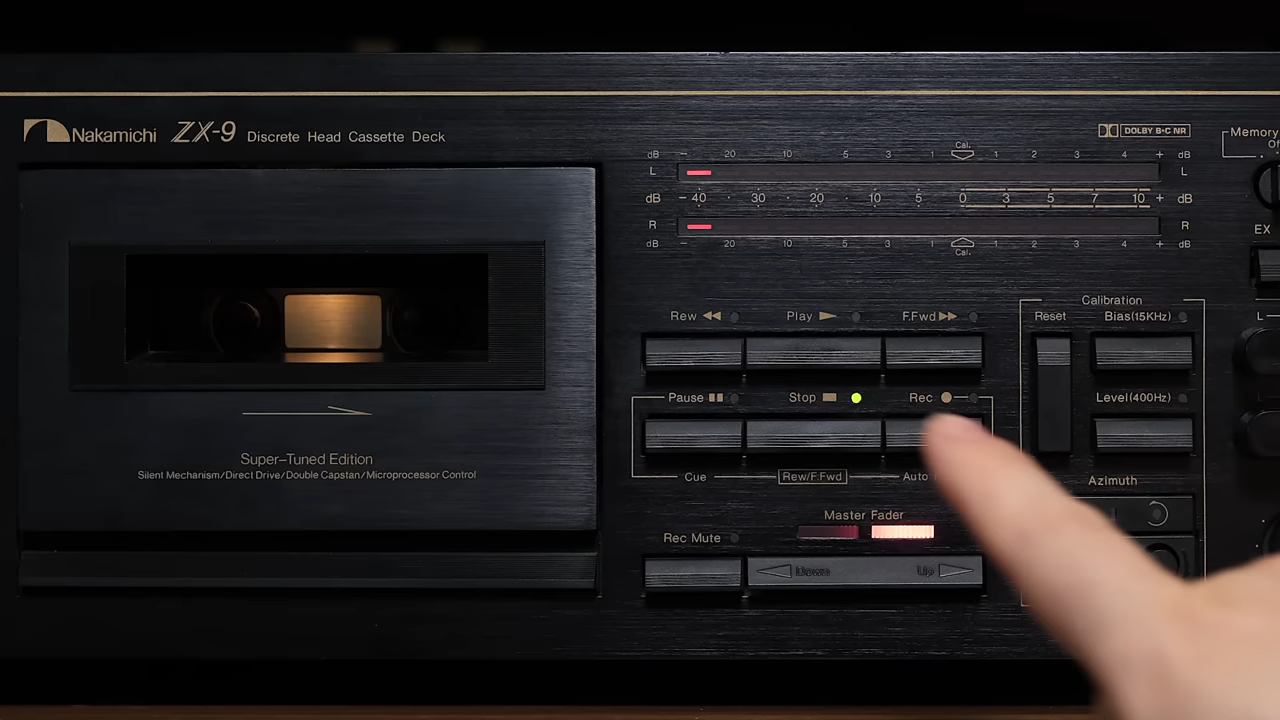 Nakamichi ZX-9 Discrete Head Cassette Deck
DOLBY B·C NR
Memory
Cal.
dB - 20 10 5 3 1 1 2 3 4 + dB
L L
dB - 40 · 30 · 20 · 10 5 0 3 5 7 10 + dB
R R
dB - 20 10 5 3 1 1 2 3 4 + dB
Cal.
EX
Calibration
Rew Play F.Fwd Reset Bias(15KHz) L
Pause Stop Rec Level(400Hz)
Super-Tuned Edition
Silent Mechanism/Direct Drive/Double Capstan/Microprocessor Control
Cue Rew/F.Fwd Auto
Azimuth
Master Fader
Rec Mute
Down Up